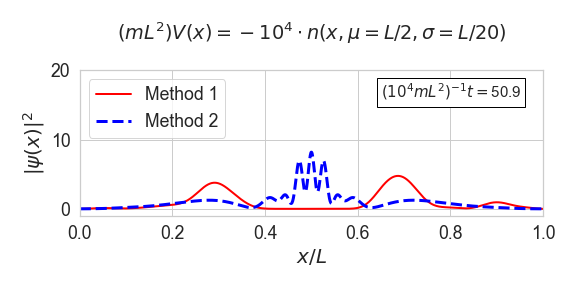 (mL²)V(x) = −10⁴ · n(x, μ = L/2, σ = L/20)
20
10
0
|ψ(x)|²
Method 1
Method 2
(10⁴mL²)⁻¹t = 50.9
0.0 0.2 0.4 0.6 0.8 1.0
x/L